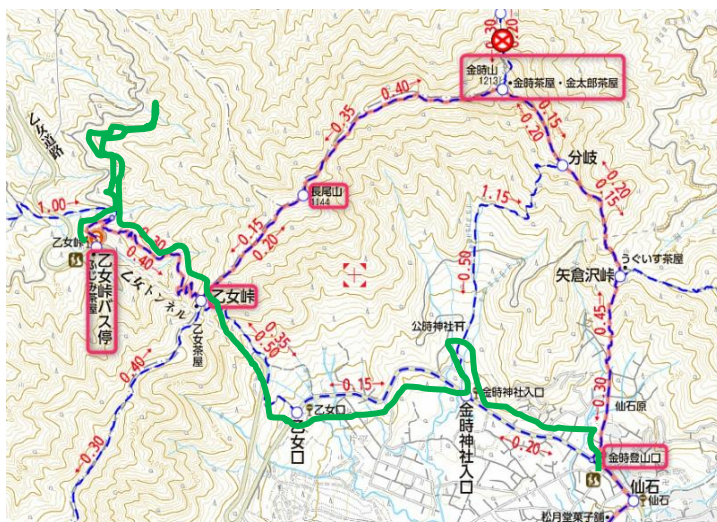 0.30
0.20
金時山
1213
金時茶屋・金太郎茶屋
0.40
0.35
0.15
0.20
分岐
乙女道路
長尾山
1144
1.15
0.20
0.15
1.00
0.15
0.20
0.50
うぐいす茶屋
矢倉沢峠
乙女峠
乙女峠バス停
ふじみ茶屋
0.40
乙女トンネル
乙女峠
乙女茶屋
0.35
0.50
公時神社
0.45
0.40
0.15
金時神社入口
0.30
仙石原
乙女口
乙女口
金時神社入口
0.20
金時登山口
0.30
仙石
仙石
松月堂菓子舗